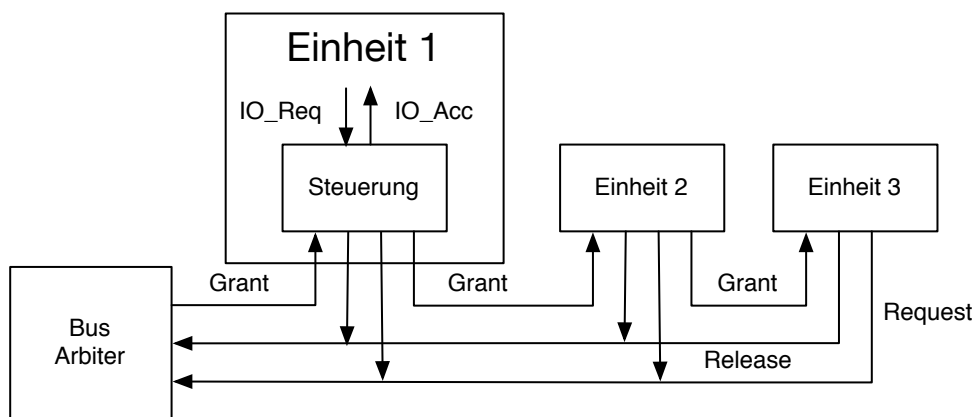 Einheit 1
IO_Req
IO_Acc
Steuerung
Einheit 2
Einheit 3
Grant
Grant
Grant
Request
Bus
Arbiter
Release